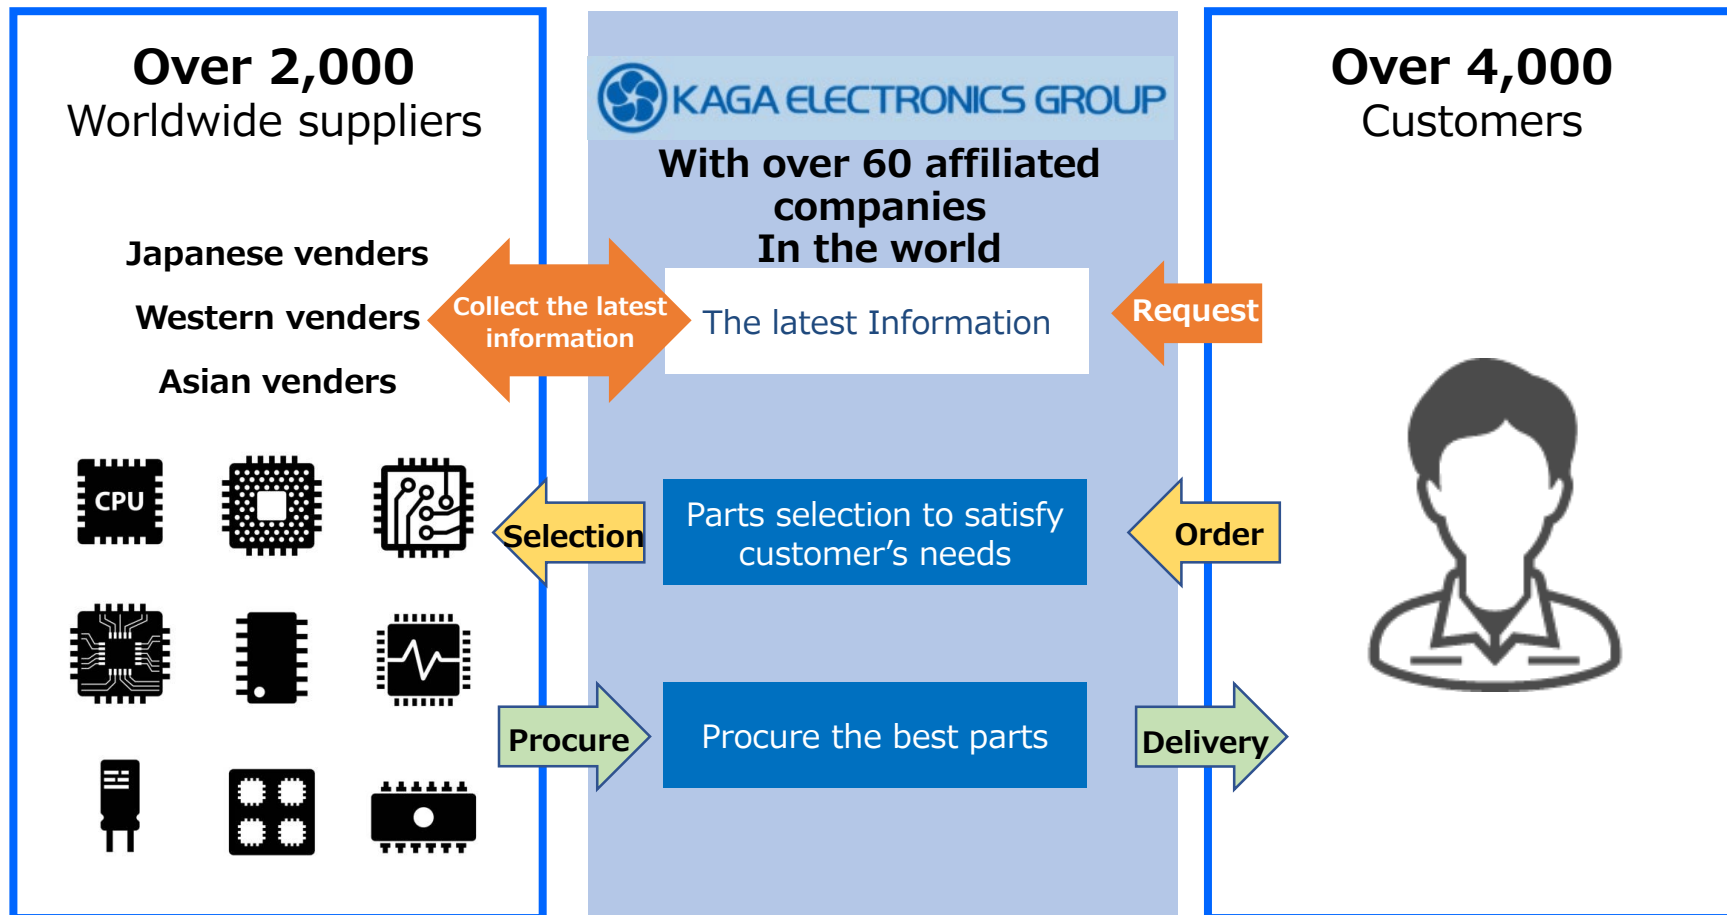 Over 2,000
Worldwide suppliers
Japanese venders
Western venders
Asian venders
CPU
KAGA ELECTRONICS GROUP
With over 60 affiliated
companies
In the world
Collect the latest
information
The latest Information
Request
Selection
Parts selection to satisfy
customer’s needs
Order
Procure
Procure the best parts
Delivery
Over 4,000
Customers